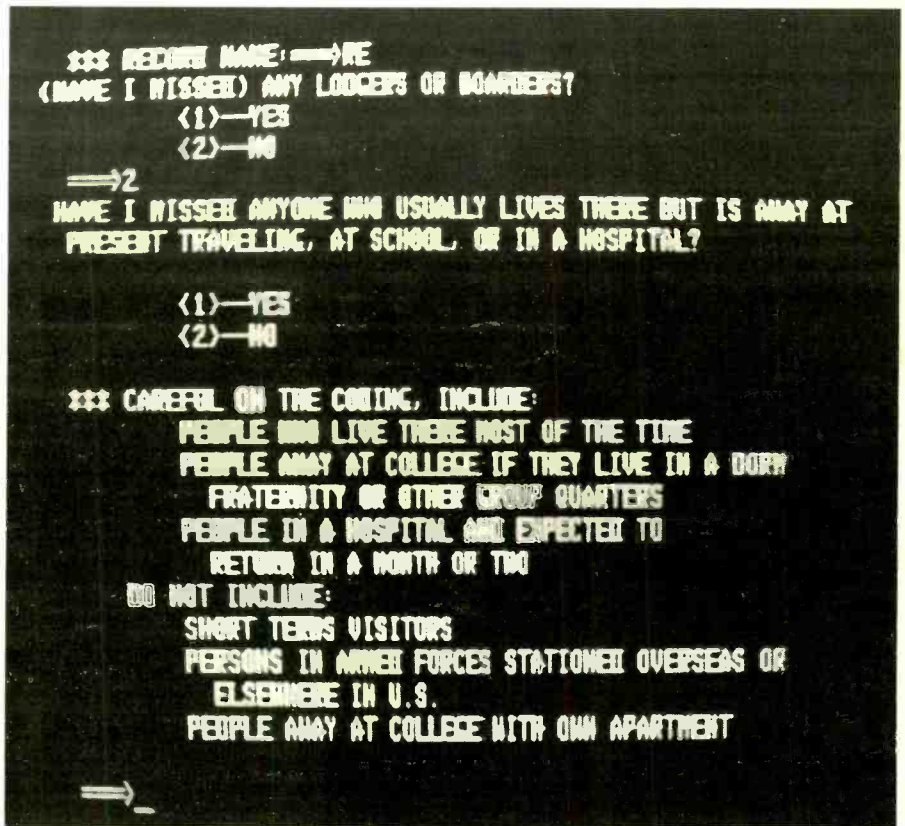 *** RECORD NAME:==>RE
(HAVE I MISSED) ANY LODGERS OR BOARDERS?
<1>—YES
<2>—NO
==>2
HAVE I MISSED ANYONE WHO USUALLY LIVES THERE BUT IS AWAY AT
PRESENT TRAVELING, AT SCHOOL, OR IN A HOSPITAL?
<1>—YES
<2>—NO
*** CAREFUL ON THE CODING, INCLUDE:
PEOPLE WHO LIVE THERE MOST OF THE TIME
PEOPLE AWAY AT COLLEGE IF THEY LIVE IN A DORM
FRATERNITY OR OTHER GROUP QUARTERS
PEOPLE IN A HOSPITAL AND EXPECTED TO
RETURN IN A MONTH OR TWO
DO NOT INCLUDE:
SHORT TERMS VISITORS
PERSONS IN ARMED FORCES STATIONED OVERSEAS OR
ELSEWHERE IN U.S.
PEOPLE AWAY AT COLLEGE WITH OWN APARTMENT
==>_